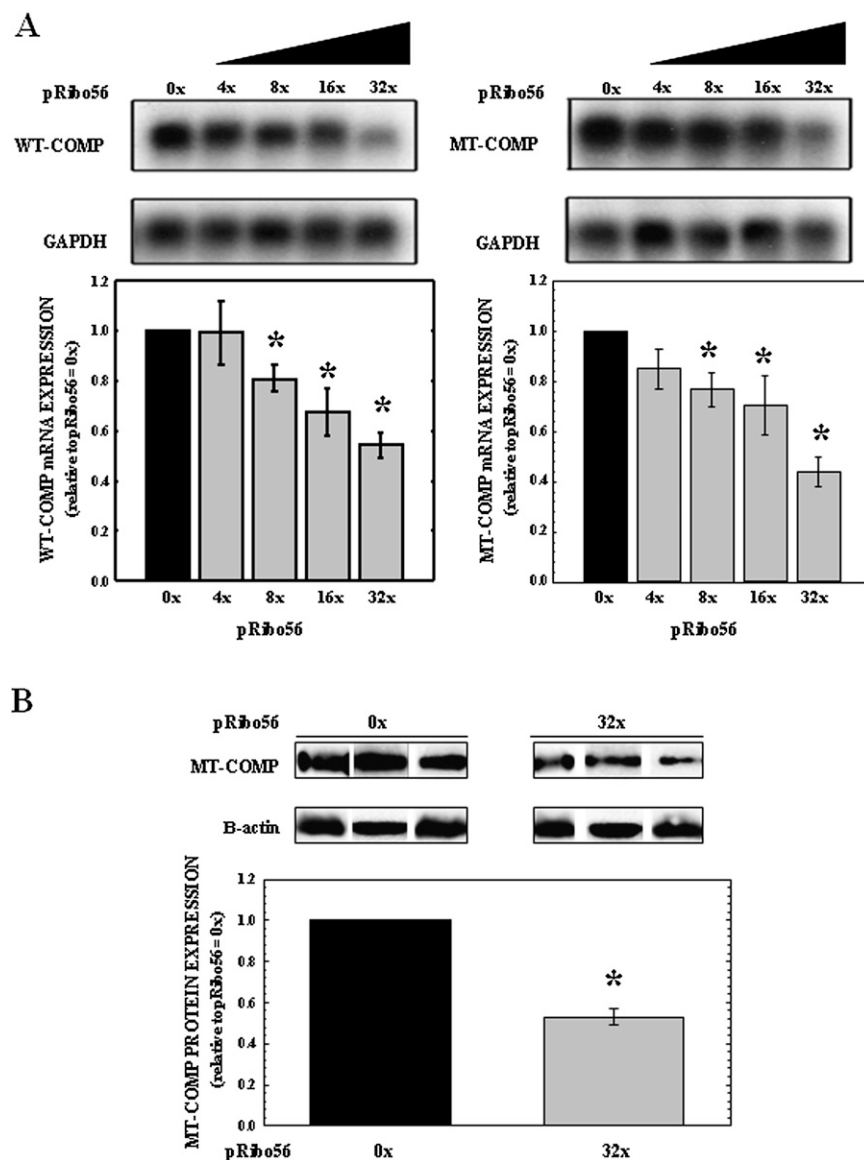 A
pRibo56 0x 4x 8x 16x 32x
WT-COMP
GAPDH
WT-COMP mRNA EXPRESSION
(relative to pRibo56 = 0x)
1.2
1.0
0.8
0.6
0.4
0.2
0.0
* * *
0x 4x 8x 16x 32x
pRibo56
pRibo56 0x 4x 8x 16x 32x
MT-COMP
GAPDH
MT-COMP mRNA EXPRESSION
(relative to pRibo56 = 0x)
1.2
1.0
0.8
0.6
0.4
0.2
0.0
* * *
0x 4x 8x 16x 32x
pRibo56
B
pRibo56 0x 32x
MT-COMP
B-actin
MT-COMP PROTEIN EXPRESSION
(relative to pRibo56 = 0x)
1.2
1.0
0.8
0.6
0.4
0.2
0.0
*
pRibo56 0x 32x